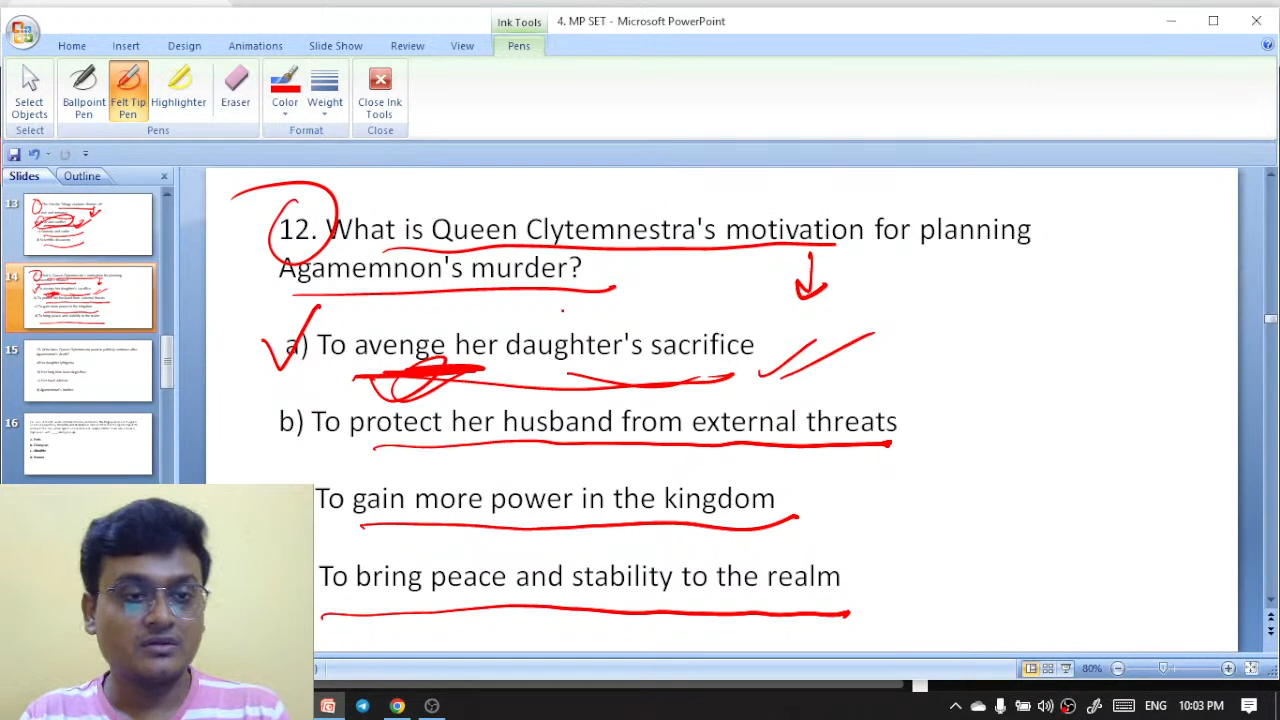 Ink Tools
4. MP SET - Microsoft PowerPoint
Home Insert Design Animations Slide Show Review View Pens
Select Objects
Ballpoint Pen
Felt Tip Pen
Highlighter
Eraser
Color
Weight
Close Ink Tools
Select
Pens
Format
Close
Slides Outline
13
14
15
16
12. What is Queen Clytemnestra's motivation for planning
Agamemnon's murder?
a) To avenge her daughter's sacrifice
b) To protect her husband from external threats
To gain more power in the kingdom
To bring peace and stability to the realm
80%
ENG 10:03 PM